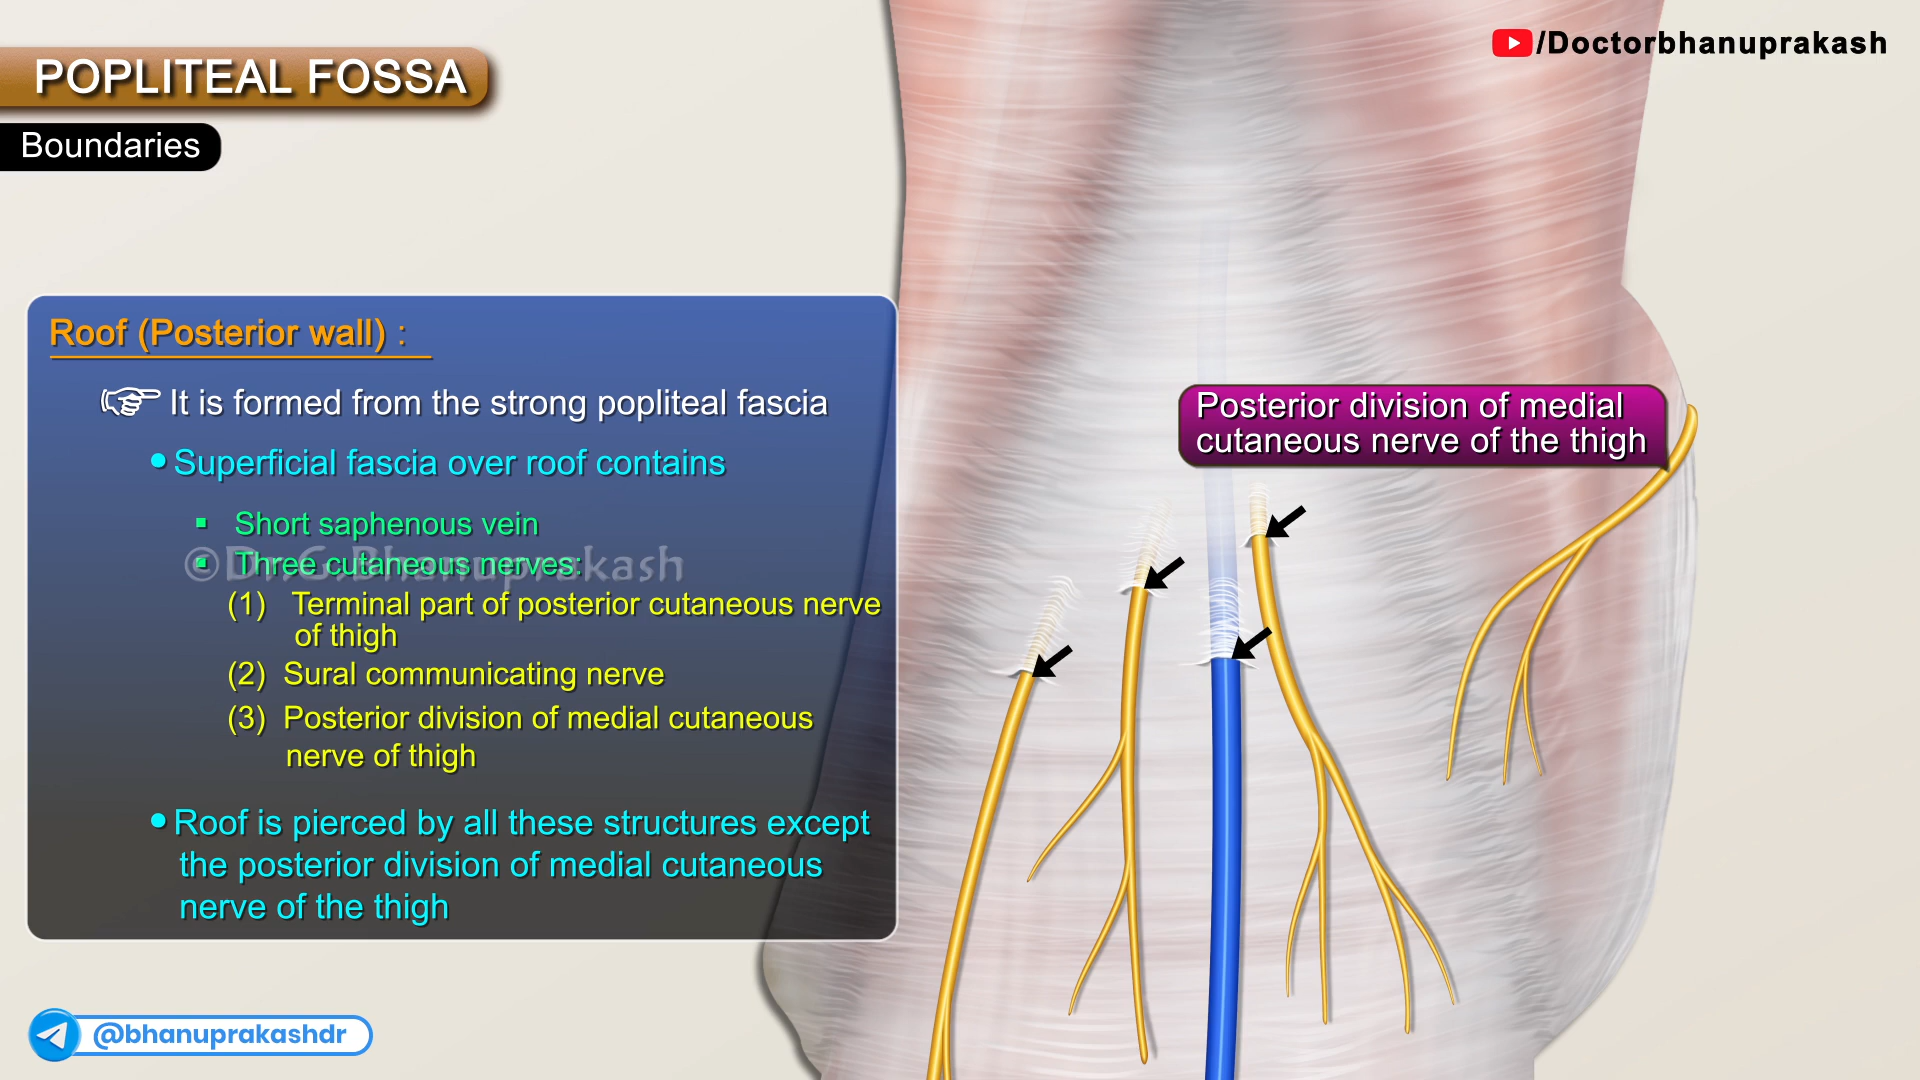 POPLITEAL FOSSA
/Doctorbhanuprakash
Boundaries
Roof (Posterior wall) :
It is formed from the strong popliteal fascia
Superficial fascia over roof contains
Short saphenous vein
©Dr.G.Bhanuprakash
Three cutaneous nerves:
(1) Terminal part of posterior cutaneous nerve
of thigh
(2) Sural communicating nerve
(3) Posterior division of medial cutaneous
nerve of thigh
Roof is pierced by all these structures except
the posterior division of medial cutaneous
nerve of the thigh
Posterior division of medial
cutaneous nerve of the thigh
@bhanuprakashdr